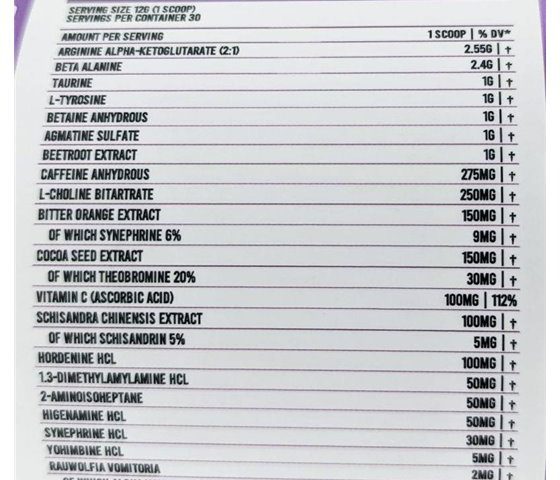 SERVING SIZE 12G (1 SCOOP)
SERVINGS PER CONTAINER 30
AMOUNT PER SERVING 1 SCOOP | % DV*
ARGININE ALPHA-KETOGLUTARATE (2:1) 2.55G | †
BETA ALANINE 2.4G | †
TAURINE 1G | †
L-TYROSINE 1G | †
BETAINE ANHYDROUS 1G | †
AGMATINE SULFATE 1G | †
BEETROOT EXTRACT 1G | †
CAFFEINE ANHYDROUS 275MG | †
L-CHOLINE BITARTRATE 250MG | †
BITTER ORANGE EXTRACT 150MG | †
OF WHICH SYNEPHRINE 6% 9MG | †
COCOA SEED EXTRACT 150MG | †
OF WHICH THEOBROMINE 20% 30MG | †
VITAMIN C (ASCORBIC ACID) 100MG | 112%
SCHISANDRA CHINENSIS EXTRACT 100MG | †
OF WHICH SCHISANDRIN 5% 5MG | †
HORDENINE HCL 100MG | †
1.3-DIMETHYLAMYLAMINE HCL 50MG | †
2-AMINOISOHEPTANE 50MG | †
HIGENAMINE HCL 50MG | †
SYNEPHRINE HCL 30MG | †
YOHIMBINE HCL 5MG | †
RAUWOLFIA VOMITORIA 2MG | †